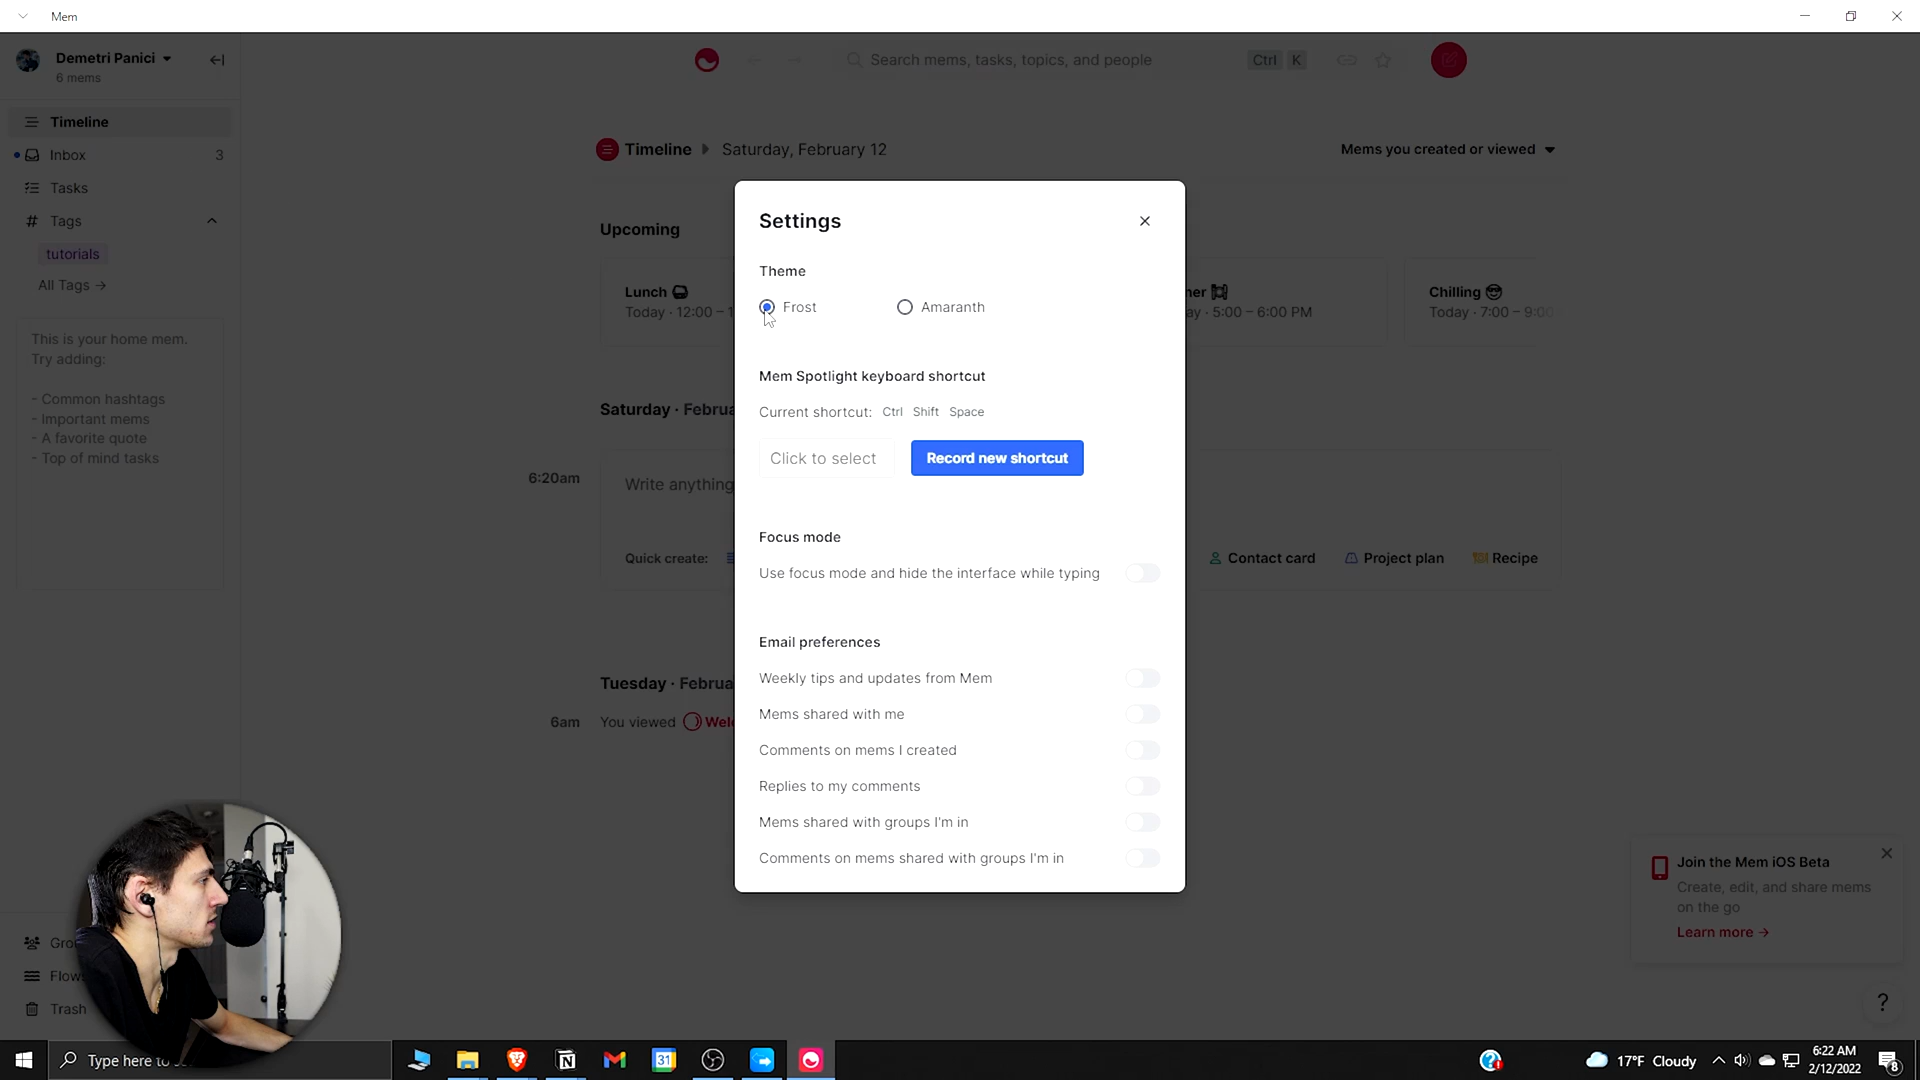 Mem
Demetri Panici
6 mems
Search mems, tasks, topics, and people
Ctrl K
Timeline
Inbox 3
Tasks
# Tags
tutorials
All Tags →
This is your home mem.
Try adding:
- Common hashtags
- Important mems
- A favorite quote
- Top of mind tasks
Trash
Timeline
Saturday, February 12
Mems you created or viewed
Upcoming
Lunch
Today · 12:00 –
5:00 – 6:00 PM
Chilling
Today · 7:00 – 9:00
Saturday ·
6:20am
Write anything
Quick create:
Contact card
Project plan
Recipe
Tuesday ·
6am
You viewed
Settings
Theme
Frost
Amaranth
Mem Spotlight keyboard shortcut
Current shortcut: Ctrl Shift Space
Click to select
Record new shortcut
Focus mode
Use focus mode and hide the interface while typing
Email preferences
Weekly tips and updates from Mem
Mems shared with me
Comments on mems I created
Replies to my comments
Mems shared with groups I'm in
Comments on mems shared with groups I'm in
Join the Mem iOS Beta
Create, edit, and share mems
on the go
Learn more →
?
Type here to
31
17°F Cloudy
6:22 AM
2/12/2022
8